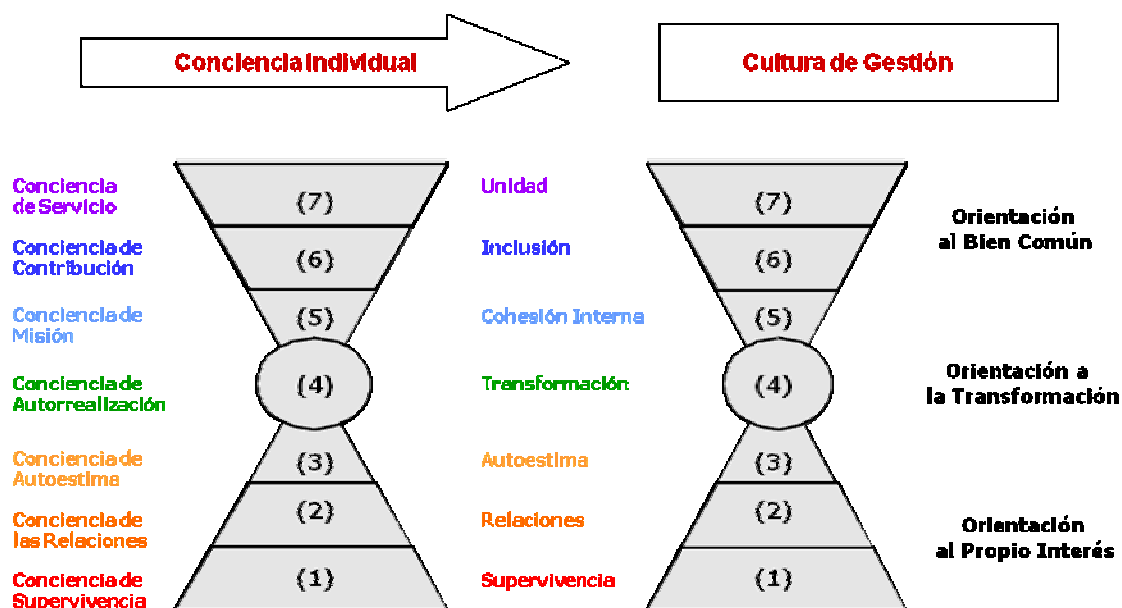 Conciencia Individual
Cultura de Gestión
Conciencia
de Servicio
(7)
Unidad
(7)
Orientación
al Bien Común
Conciencia de
Contribución
(6)
Inclusión
(6)
Conciencia de
Misión
(5)
Cohesión Interna
(5)
Conciencia de
Autorrealización
(4)
Transformación
(4)
Orientación a
la Transformación
Conciencia de
Autoestima
(3)
Autoestima
(3)
Conciencia de
las Relaciones
(2)
Relaciones
(2)
Orientación
al Propio Interés
Conciencia de
Supervivencia
(1)
Supervivencia
(1)